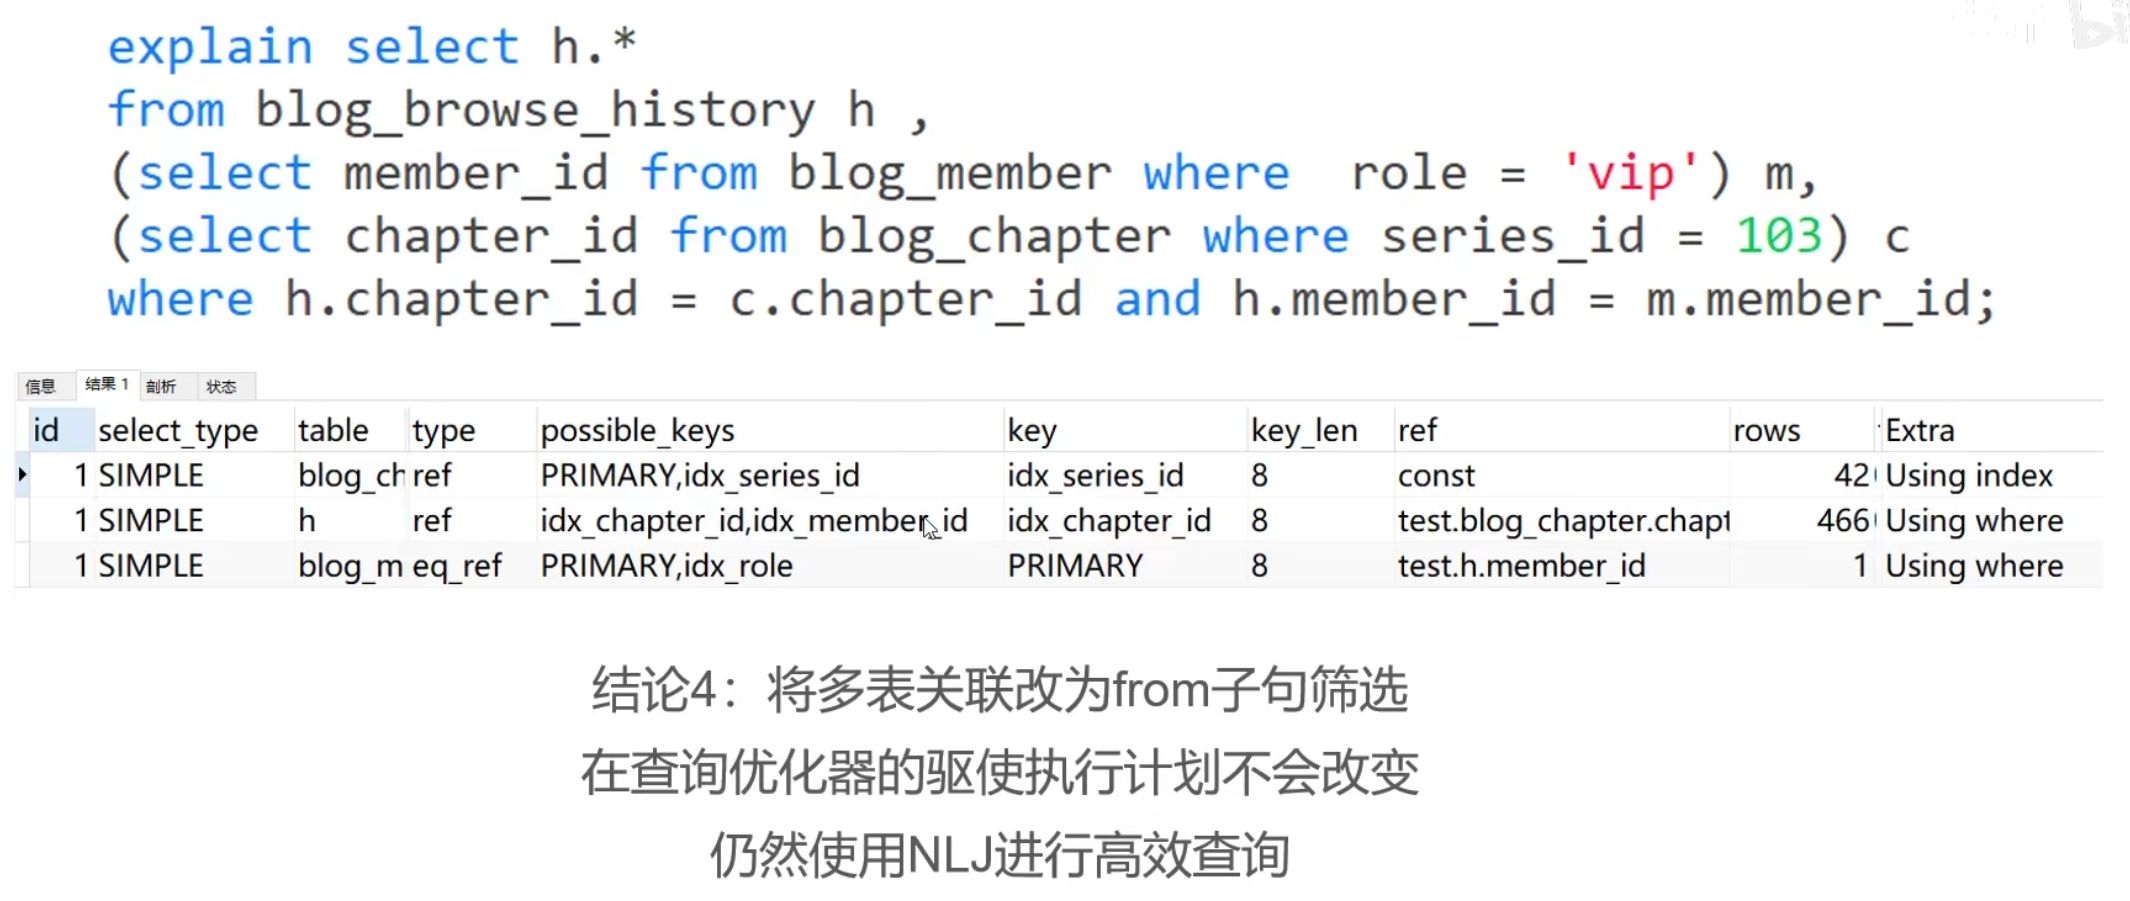 explain select h.*
from blog_browse_history h ,
(select member_id from blog_member where  role = 'vip') m,
(select chapter_id from blog_chapter where series_id = 103) c
where h.chapter_id = c.chapter_id and h.member_id = m.member_id;
信息 结果 1 剖析 状态
id select_type table type possible_keys key key_len ref rows Extra
1 SIMPLE blog_ch ref PRIMARY,idx_series_id idx_series_id 8 const 42 Using index
1 SIMPLE h ref idx_chapter_id,idx_member_id idx_chapter_id 8 test.blog_chapter.chapt 466 Using where
1 SIMPLE blog_m eq_ref PRIMARY,idx_role PRIMARY 8 test.h.member_id 1 Using where
结论4：将多表关联改为from子句筛选
在查询优化器的驱使执行计划不会改变
仍然使用NLJ进行高效查询